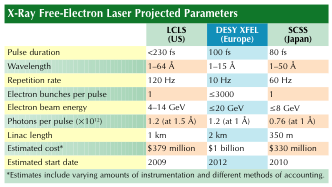 X-Ray Free-Electron Laser Projected Parameters
LCLS DESY XFEL SCSS
(US) (Europe) (Japan)
Pulse duration <230 fs 100 fs 80 fs
Wavelength 1–64 Å 1–15 Å 1–50 Å
Repetition rate 120 Hz 10 Hz 60 Hz
Electron bunches per pulse 1 ≤3000 1
Electron beam energy 4–14 GeV ≤20 GeV ≤8 GeV
Photons per pulse (×10¹²) 1.2 (at 1.5 Å) 1.2 (at 1 Å) 0.76 (at 1 Å)
Linac length 1 km 2 km 350 m
Estimated cost* $379 million $1 billion $330 million
Estimated start date 2009 2012 2010
*Estimates include varying amounts of instrumentation and different methods of accounting.